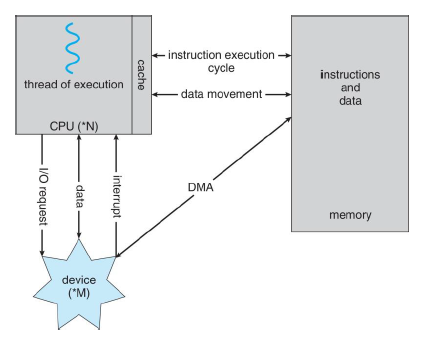 thread of execution
cache
CPU (*N)
instruction execution
cycle
data movement
instructions
and
data
memory
I/O request
data
interrupt
DMA
device
(*M)